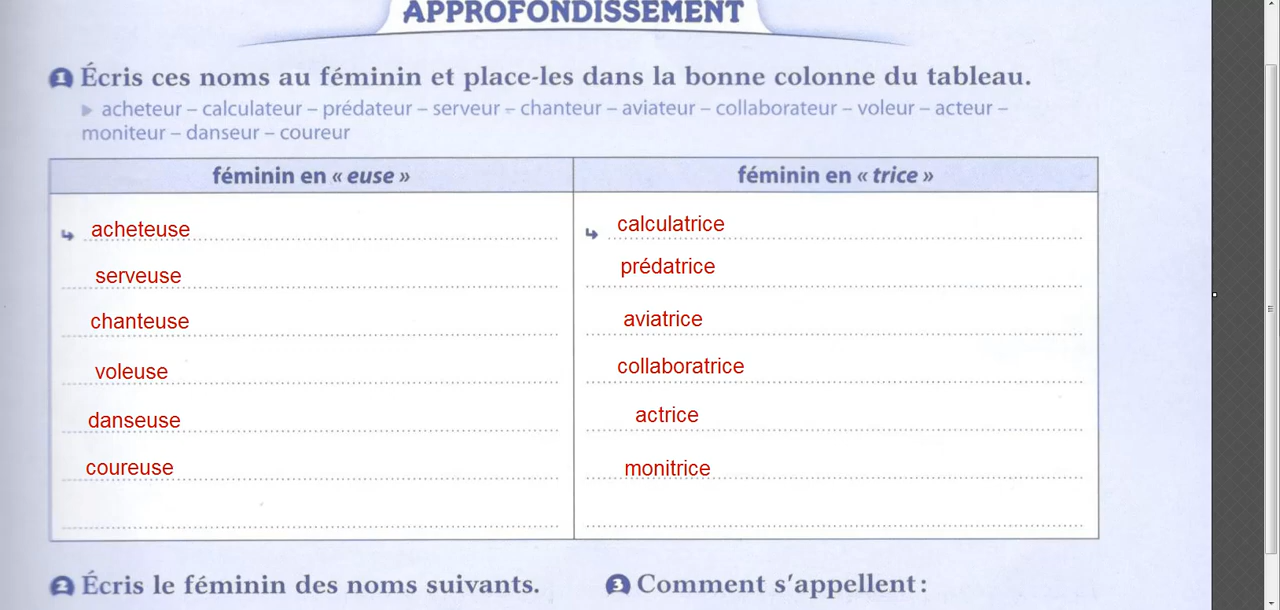 APPROFONDISSEMENT
1 Écris ces noms au féminin et place-les dans la bonne colonne du tableau.
acheteur – calculateur – prédateur – serveur – chanteur – aviateur – collaborateur – voleur – acteur –
moniteur – danseur – coureur
féminin en « euse »
féminin en « trice »
acheteuse
calculatrice
serveuse
prédatrice
chanteuse
aviatrice
voleuse
collaboratrice
danseuse
actrice
coureuse
monitrice
2 Écris le féminin des noms suivants.
3 Comment s'appellent :